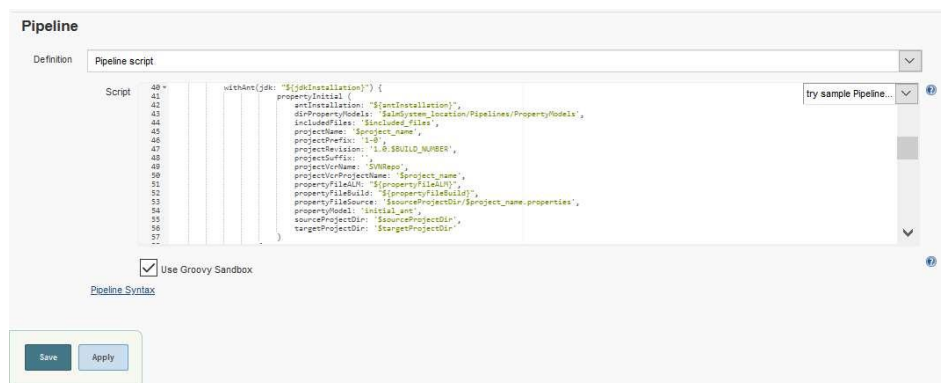 Pipeline
Definition
Pipeline script
Script
try sample Pipeline...
40 withAnt(jdk: "${jdkInstallation}") {
41 propertyInitial (
42 antInstallation: "${antInstallation}",
43 dirPropertyModels: '$almSystem_location/Pipelines/PropertyModels',
44 includedFiles: '$included_files',
45 projectName: '$project_name',
46 projectPrefix: '1-0',
47 projectRevision: '1.0.$BUILD_NUMBER',
48 projectSuffix: '',
49 projectVcrName: 'SVNRepo',
50 projectVcrProjectName: '$project_name',
51 propertyFileALM: "${propertyFileALM}",
52 propertyFileBuild: "${propertyFileBuild}",
53 propertyFileSource: '$sourceProjectDir/$project_name.properties',
54 propertyModel: 'initial_ant',
55 sourceProjectDir: '$sourceProjectDir',
56 targetProjectDir: '$targetProjectDir'
57 )
Use Groovy Sandbox
Pipeline Syntax
Save
Apply